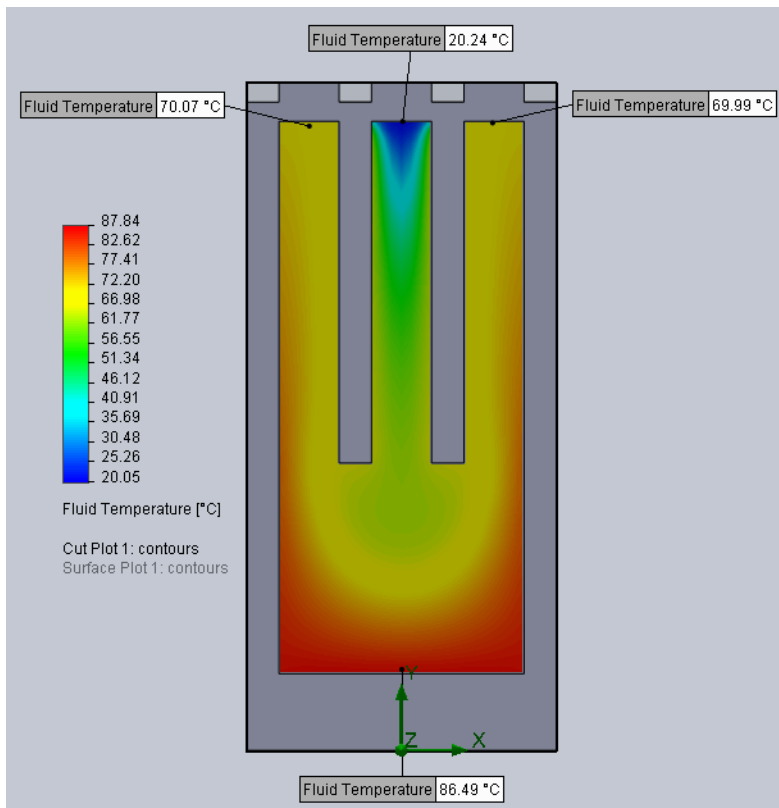 Fluid Temperature 20.24 °C
Fluid Temperature 70.07 °C
Fluid Temperature 69.99 °C
87.84
82.62
77.41
72.20
66.98
61.77
56.55
51.34
46.12
40.91
35.69
30.48
25.26
20.05
Fluid Temperature [°C]
Cut Plot 1: contours
Surface Plot 1: contours
Y
Z
X
Fluid Temperature 86.49 °C